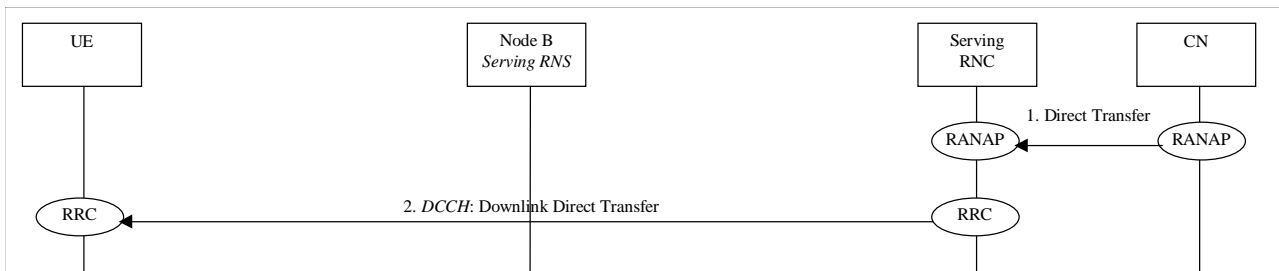 UE
Node B
Serving RNS
Serving
RNC
CN
1. Direct Transfer
RANAP
RANAP
RRC
2. DCCH: Downlink Direct Transfer
RRC